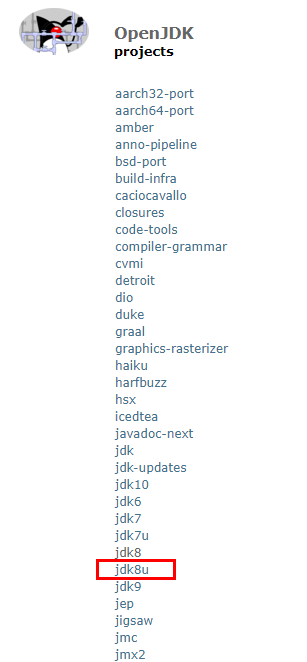 OpenJDK
projects
aarch32-port
aarch64-port
amber
anno-pipeline
bsd-port
build-infra
caciocavallo
closures
code-tools
compiler-grammar
cvmi
detroit
dio
duke
graal
graphics-rasterizer
haiku
harfbuzz
hsx
icedtea
javadoc-next
jdk
jdk-updates
jdk10
jdk6
jdk7
jdk7u
jdk8
jdk8u
jdk9
jep
jigsaw
jmc
jmx2